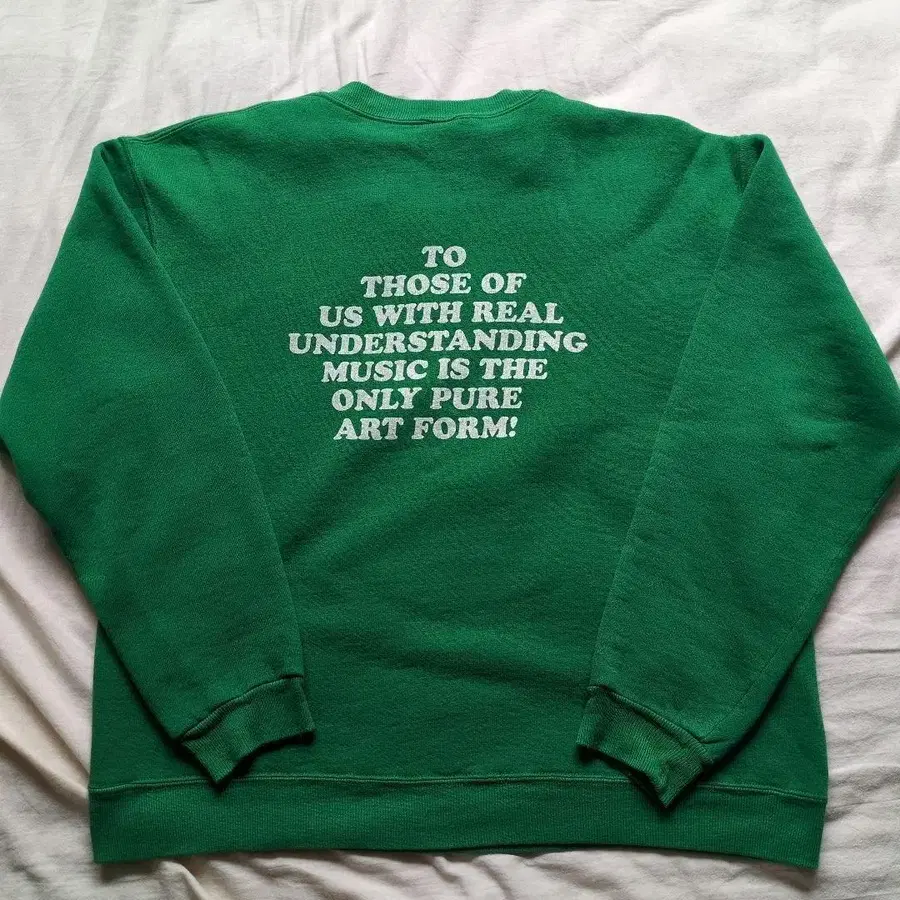 TO
THOSE OF
US WITH REAL
UNDERSTANDING
MUSIC IS THE
ONLY PURE
ART FORM!